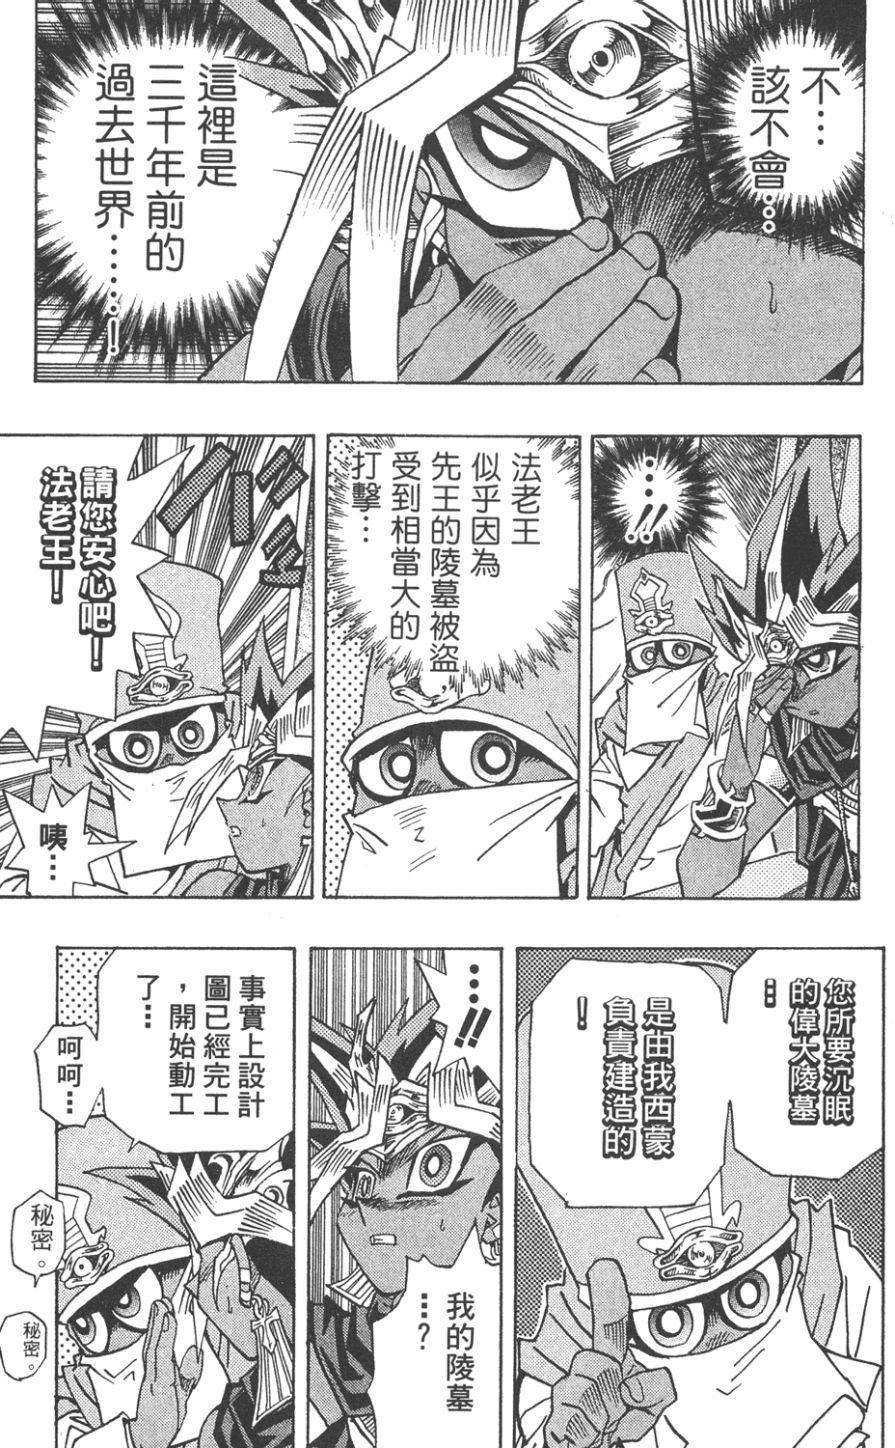 不…
該不會…
這裡是
三千年前的
過去世界……！
…!!
法老王
似乎因為
先王的陵墓被盜
受到相當大的
打擊…
請您安心吧！
法老王！
咦…
您所要沉眠
的偉大陵墓
…
是由我西蒙
負責建造的
！
…!!
我的陵墓
…？
事實上設計
圖已經完工
，開始動工
了…
呵呵…
秘密。
秘密。